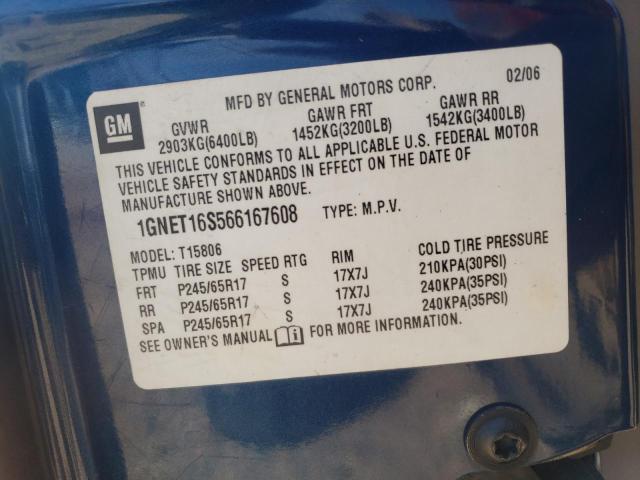 GM
MFD BY GENERAL MOTORS CORP. 02/06
GVWR GAWR FRT GAWR RR
2903KG(6400LB) 1452KG(3200LB) 1542KG(3400LB)
THIS VEHICLE CONFORMS TO ALL APPLICABLE U.S. FEDERAL MOTOR
VEHICLE SAFETY STANDARDS IN EFFECT ON THE DATE OF
MANUFACTURE SHOWN ABOVE.
1GNET16S566167608 TYPE: M.P.V.
MODEL: T15806
TPMU TIRE SIZE SPEED RTG RIM COLD TIRE PRESSURE
FRT P245/65R17 S 17X7J 210KPA(30PSI)
RR P245/65R17 S 17X7J 240KPA(35PSI)
SPA P245/65R17 S 17X7J 240KPA(35PSI)
SEE OWNER'S MANUAL FOR MORE INFORMATION.